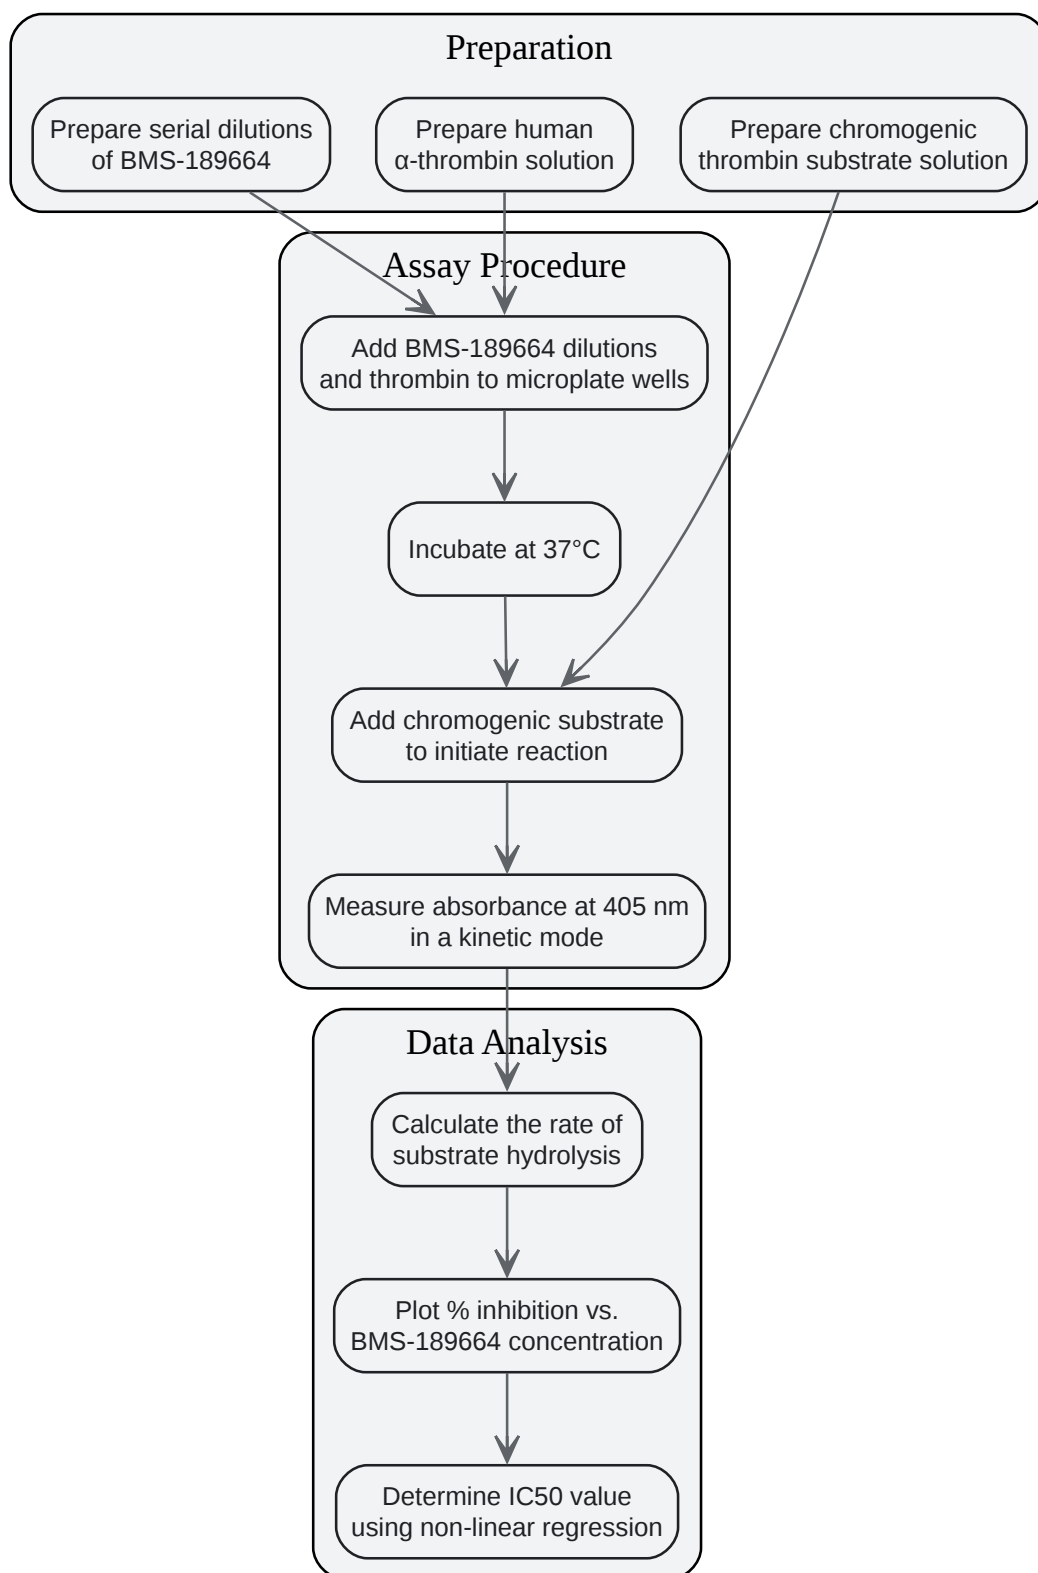 Preparation
Prepare serial dilutions
of BMS-189664
Prepare human
α-thrombin solution
Prepare chromogenic
thrombin substrate solution
Assay Procedure
Add BMS-189664 dilutions
and thrombin to microplate wells
Incubate at 37°C
Add chromogenic substrate
to initiate reaction
Measure absorbance at 405 nm
in a kinetic mode
Data Analysis
Calculate the rate of
substrate hydrolysis
Plot % inhibition vs.
BMS-189664 concentration
Determine IC50 value
using non-linear regression